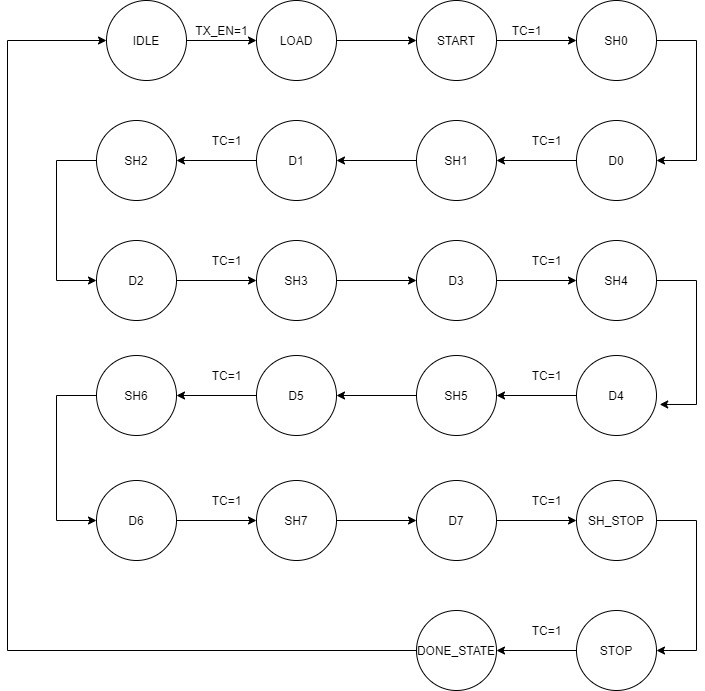 IDLE
TX_EN=1
LOAD
START
TC=1
SH0
SH2
TC=1
D1
SH1
TC=1
D0
D2
TC=1
SH3
D3
TC=1
SH4
SH6
TC=1
D5
SH5
TC=1
D4
D6
TC=1
SH7
D7
TC=1
SH_STOP
DONE_STATE
TC=1
STOP